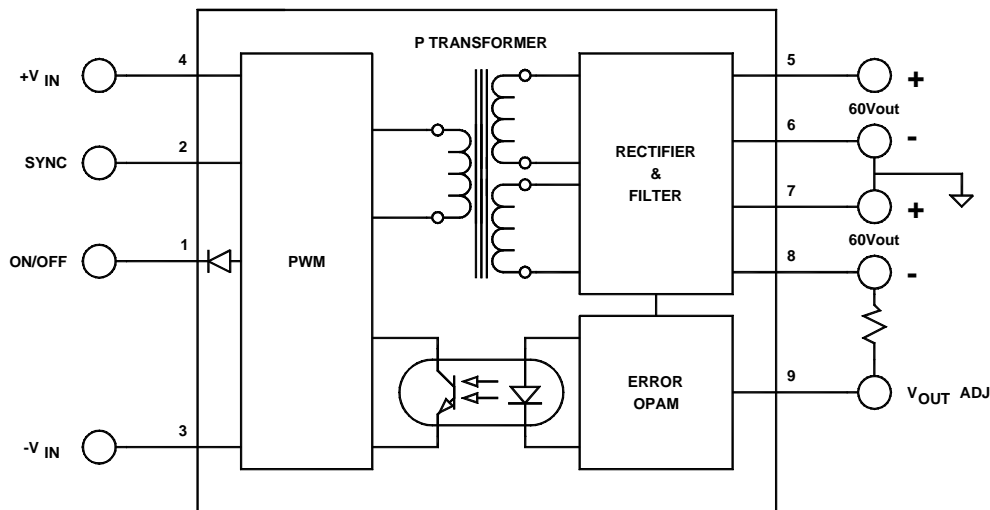 P TRANSFORMER
+V IN
4
5
+
60Vout
SYNC
2
6
-
RECTIFIER
&
FILTER
7
+
60Vout
ON/OFF
1
PWM
8
-
ERROR
OPAM
9
VOUT ADJ
-V IN
3